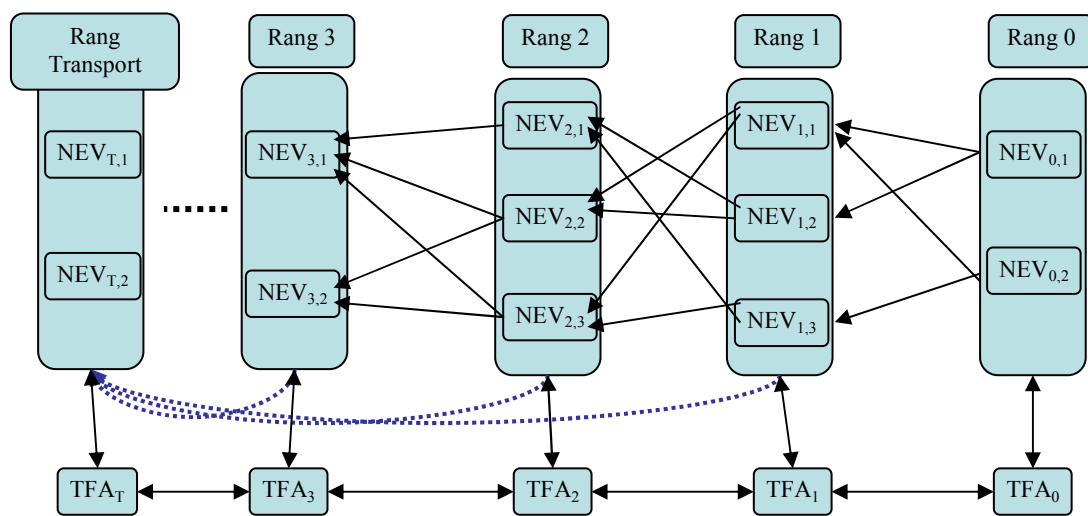 Rang
Transport
Rang 3
Rang 2
Rang 1
Rang 0
NEV2,1
NEV1,1
NEVT,1
NEV3,1
NEV0,1
NEV2,2
NEV1,2
NEVT,2
NEV0,2
NEV3,2
NEV2,3
NEV1,3
TFAT
TFA3
TFA2
TFA1
TFA0